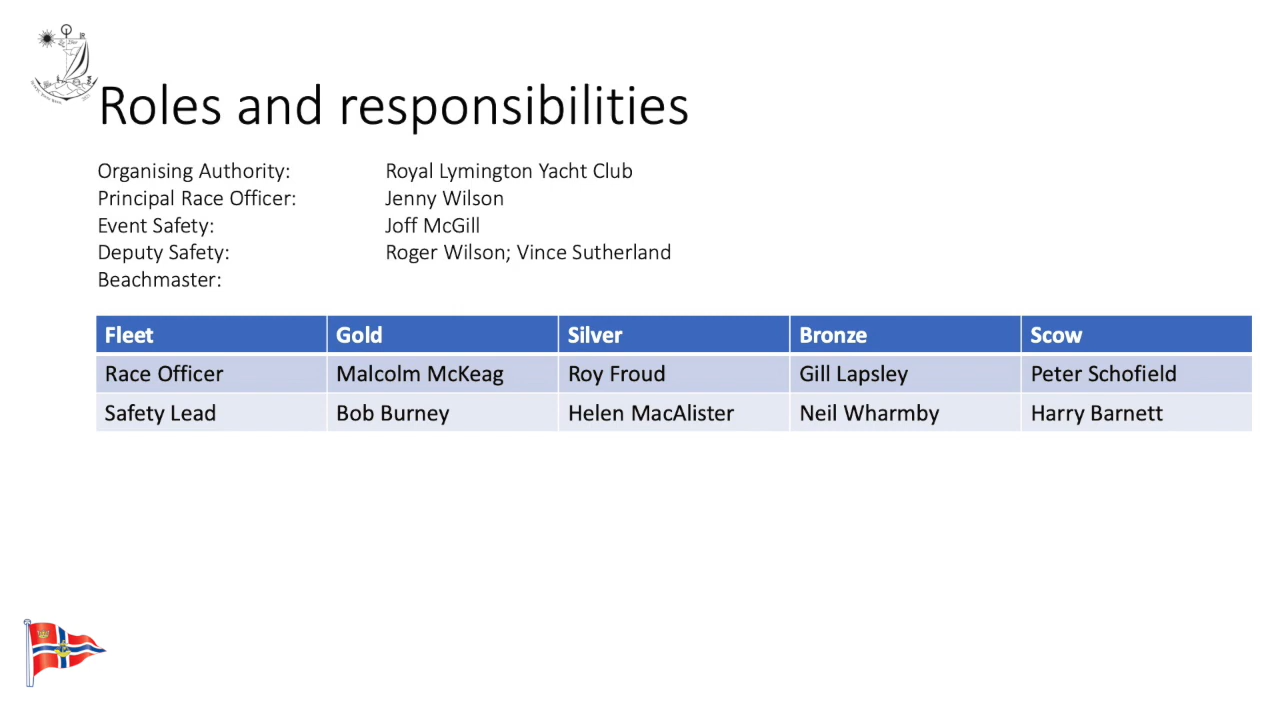 Roles and responsibilities
Organising Authority: Royal Lymington Yacht Club
Principal Race Officer: Jenny Wilson
Event Safety: Joff McGill
Deputy Safety: Roger Wilson; Vince Sutherland
Beachmaster:
Fleet Gold Silver Bronze Scow
Race Officer Malcolm McKeag Roy Froud Gill Lapsley Peter Schofield
Safety Lead Bob Burney Helen MacAlister Neil Wharmby Harry Barnett